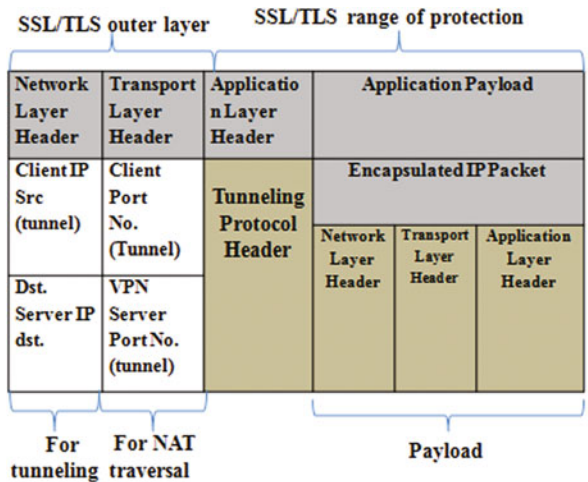 SSL/TLS outer layer
SSL/TLS range of protection
Network
Layer
Header
Transport
Layer
Header
Applicatio
n Layer
Header
Application Payload
Client IP
Src
(tunnel)
Client
Port
No.
(Tunnel)
Tunneling
Protocol
Header
Encapsulated IP Packet
Network
Layer
Header
Transport
Layer
Header
Application
Layer
Header
Dst.
Server IP
dst.
VPN
Server
Port No.
(tunnel)
For
tunneling
For NAT
traversal
Payload